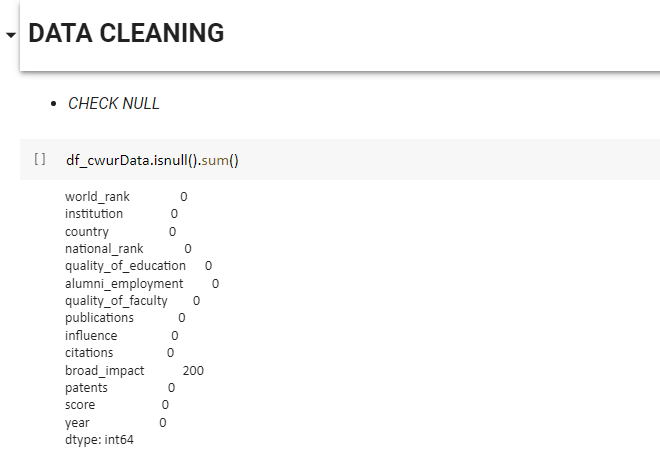 DATA CLEANING
• CHECK NULL
[ ] df_cwurData.isnull().sum()
world_rank 0
institution 0
country 0
national_rank 0
quality_of_education 0
alumni_employment 0
quality_of_faculty 0
publications 0
influence 0
citations 0
broad_impact 200
patents 0
score 0
year 0
dtype: int64